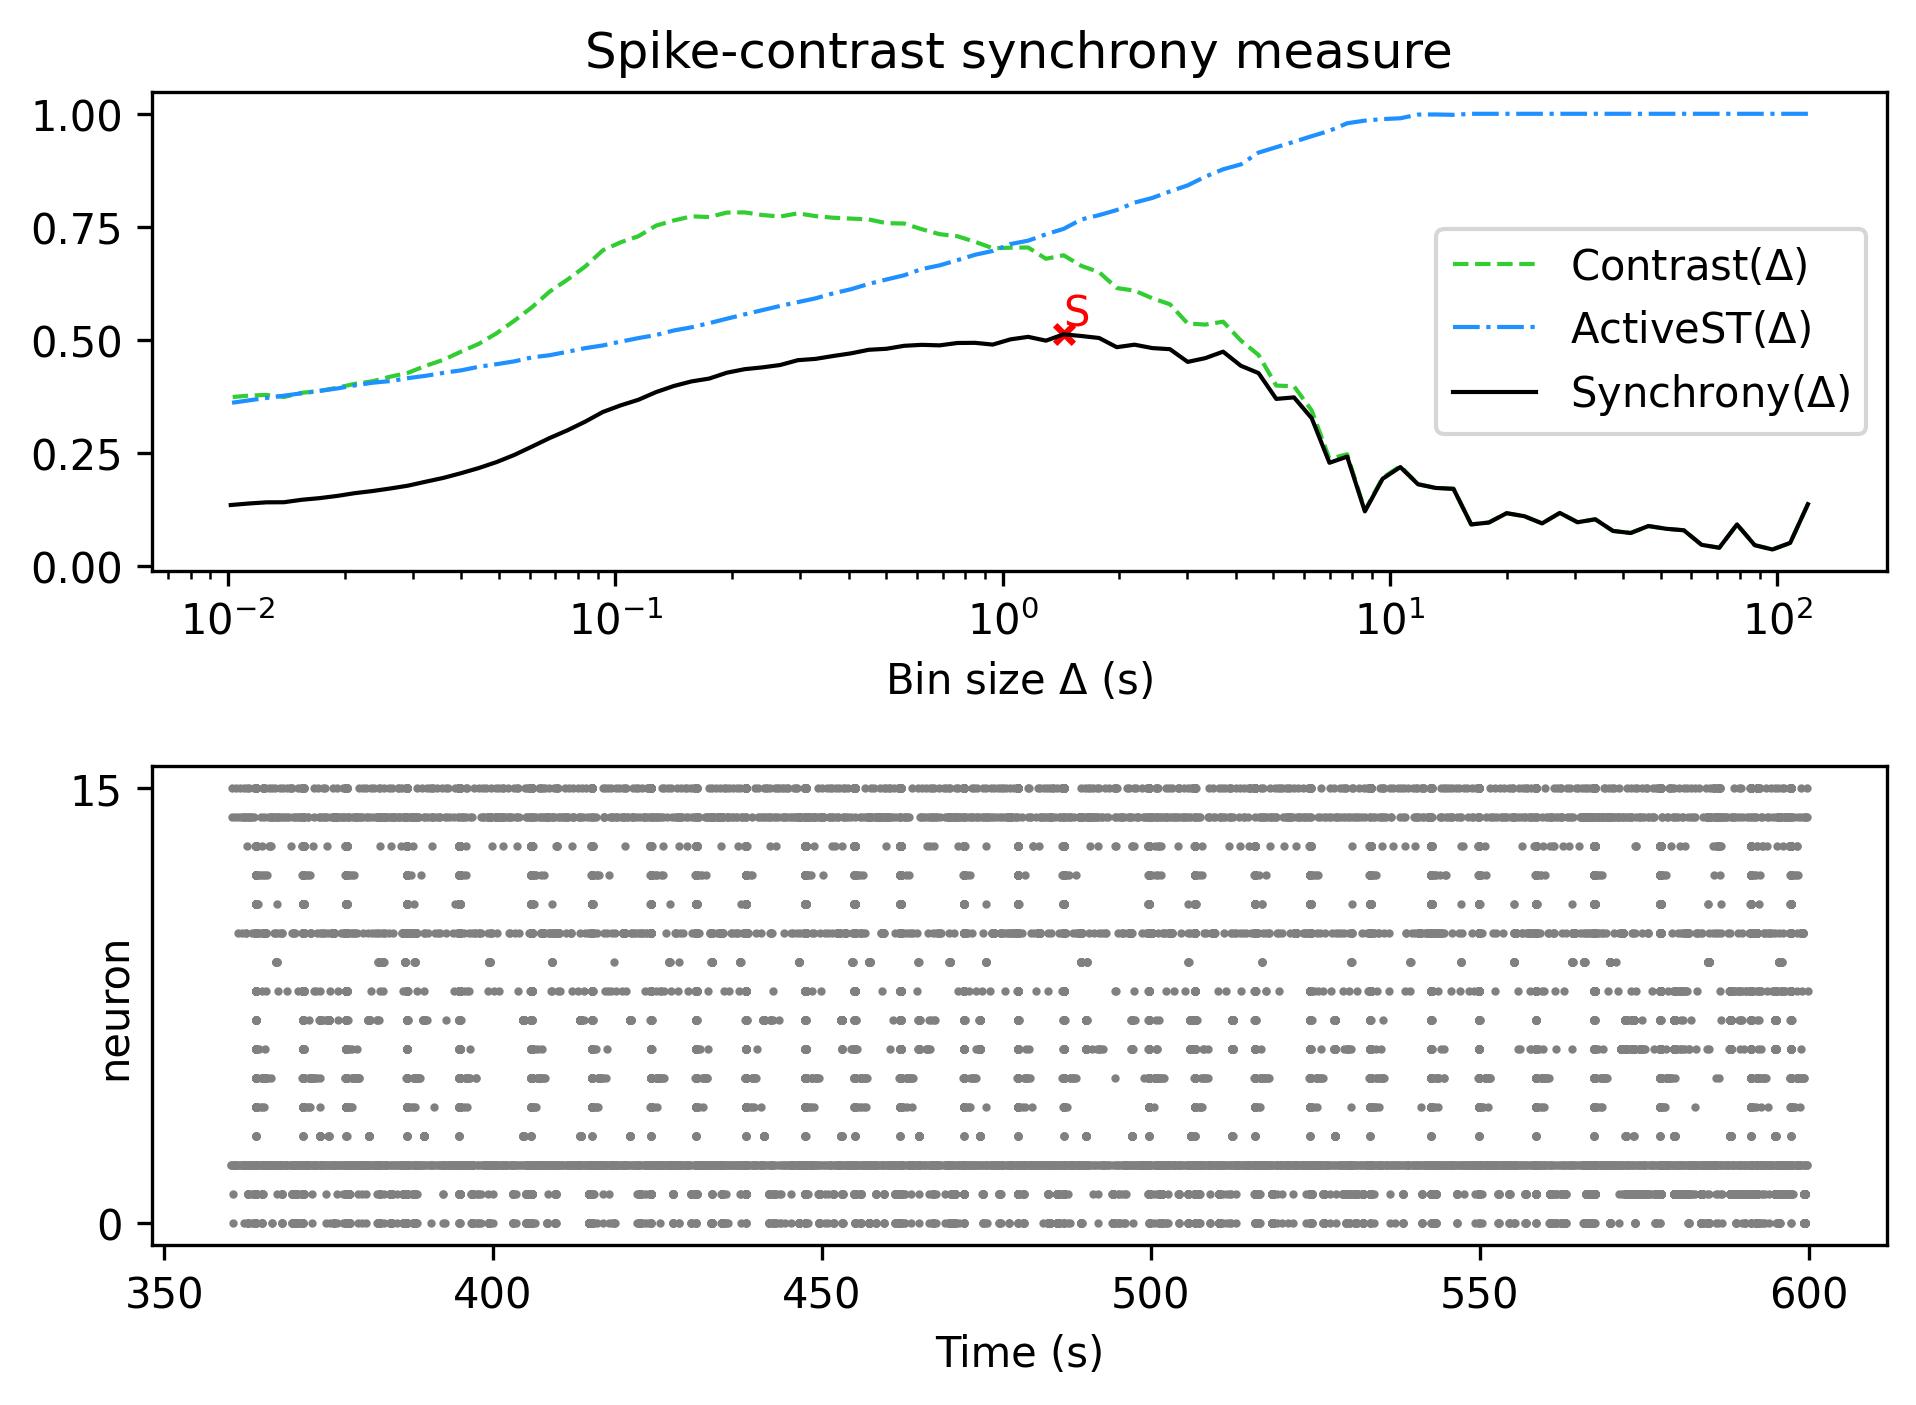 Spike-contrast synchrony measure
1.00
0.75
0.50
0.25
0.00
S
Contrast(Δ)
ActiveST(Δ)
Synchrony(Δ)
10⁻² 10⁻¹ 10⁰ 10¹ 10²
Bin size Δ (s)
neuron
15
0
350 400 450 500 550 600
Time (s)